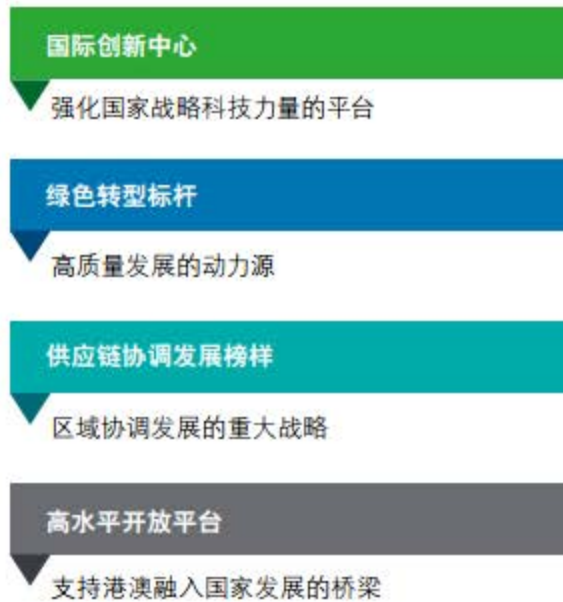 国际创新中心
强化国家战略科技力量的平台
绿色转型标杆
高质量发展的动力源
供应链协调发展榜样
区域协调发展的重大战略
高水平开放平台
支持港澳融入国家发展的桥梁